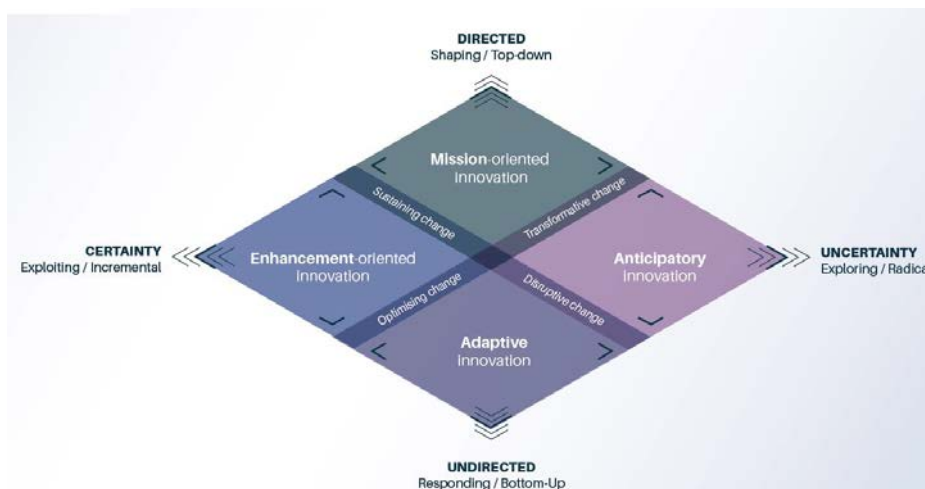 DIRECTED
Shaping / Top-down
Mission-oriented
Innovation
Sustaining change
Transformative change
CERTAINTY
Exploiting / Incremental
Enhancement-oriented
Innovation
Anticipatory
Innovation
UNCERTAINTY
Exploring / Radica
Optimising change
Disruptive change
Adaptive
Innovation
UNDIRECTED
Responding / Bottom-Up